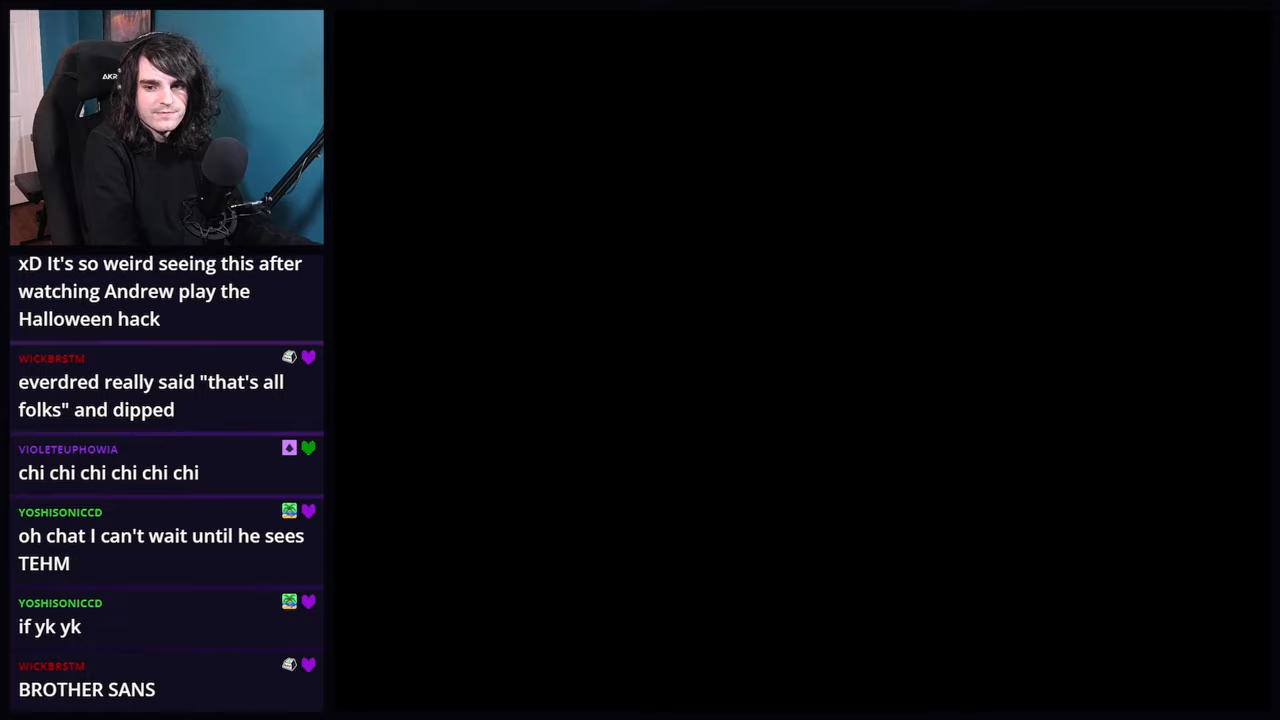 AKR
xD It's so weird seeing this after
watching Andrew play the
Halloween hack
WICKBRSTM
everdred really said "that's all
folks" and dipped
VIOLETEUPHOWIA
chi chi chi chi chi chi
YOSHISONICCD
oh chat I can't wait until he sees
TEHM
YOSHISONICCD
if yk yk
WICKBRSTM
BROTHER SANS